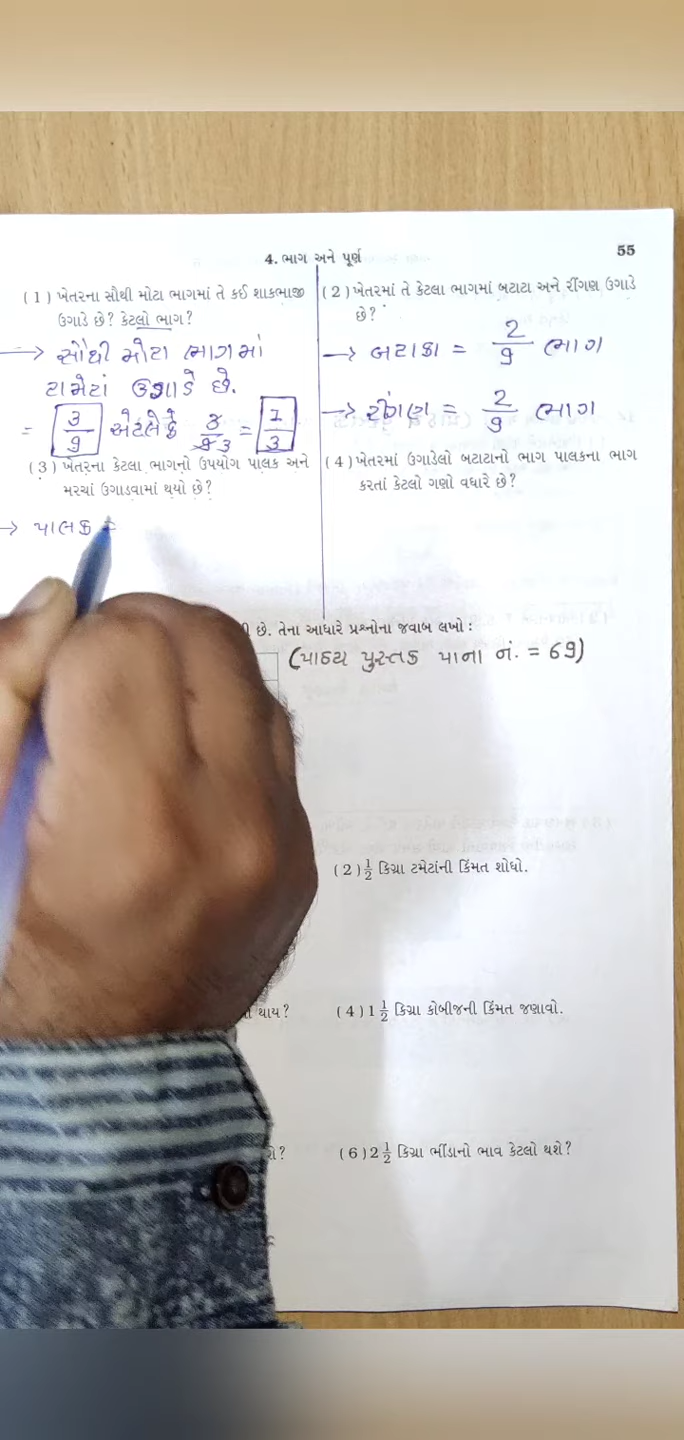 4. ભાગ અને પૂર્ણ
55
( 1 ) ખેતરના સૌથી મોટા ભાગમાં તે કઈ શાકભાજી
ઉગાડે છે? કેટલો ભાગ?
→ સૌથી મોટા ભાગમાં
ટામેટાં ઉગાડે છે.
= 3/9 એટલેકે 3/9 3 = 1/3
( 2 ) ખેતરમાં તે કેટલા ભાગમાં બટાટા અને રીંગણ ઉગાડે
છે?
→ બટાકા = 2/9 ભાગ
→ રીંગણ = 2/9 ભાગ
( 3 ) ખેતરના કેટલા ભાગનો ઉપયોગ પાલક અને
મરચાં ઉગાડવામાં થયો છે?
→ પાલક =
( 4 ) ખેતરમાં ઉગાડેલો બટાટાનો ભાગ પાલકના ભાગ
કરતાં કેટલો ગણો વધારે છે?
છે. તેના આધારે પ્રશ્નોના જવાબ લખો :
(પાઠ્ય પુસ્તક પાના નં. = 69)
( 2 ) 1/2 કિગ્રા ટમેટાંની કિંમત શોધો.
થાય?
( 4 ) 1 1/2 કિગ્રા કોબીજની કિંમત જણાવો.
( 6 ) 2 1/2 કિગ્રા ભીંડાનો ભાવ કેટલો થશે?